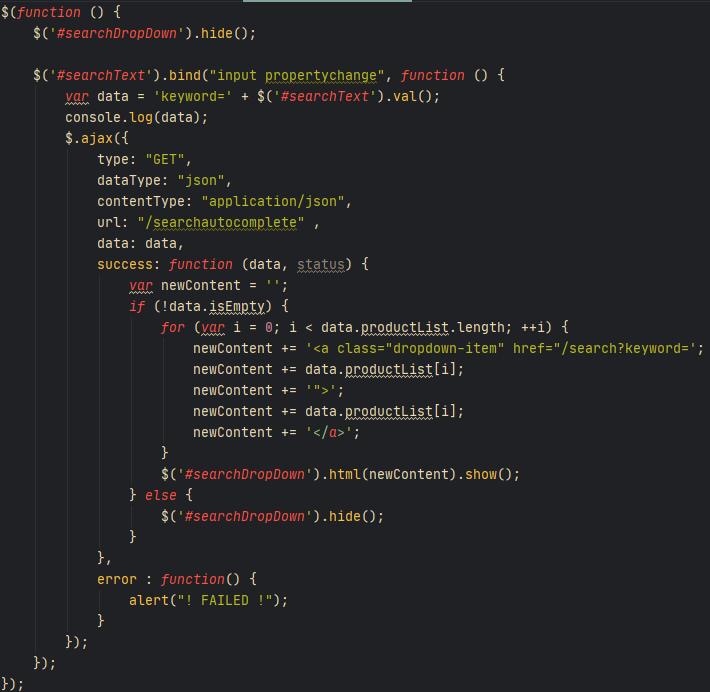 $(function () {
    $('#searchDropDown').hide();

    $('#searchText').bind("input propertychange", function () {
        var data = 'keyword=' + $('#searchText').val();
        console.log(data);
        $.ajax({
            type: "GET",
            dataType: "json",
            contentType: "application/json",
            url: "/searchautocomplete" ,
            data: data,
            success: function (data, status) {
                var newContent = '';
                if (!data.isEmpty) {
                    for (var i = 0; i < data.productList.length; ++i) {
                        newContent += '<a class="dropdown-item" href="/search?keyword=';
                        newContent += data.productList[i];
                        newContent += '">';
                        newContent += data.productList[i];
                        newContent += '</a>';
                    }
                    $('#searchDropDown').html(newContent).show();
                } else {
                    $('#searchDropDown').hide();
                }
            },
            error : function() {
                alert("! FAILED !");
            }
        });
    });
});